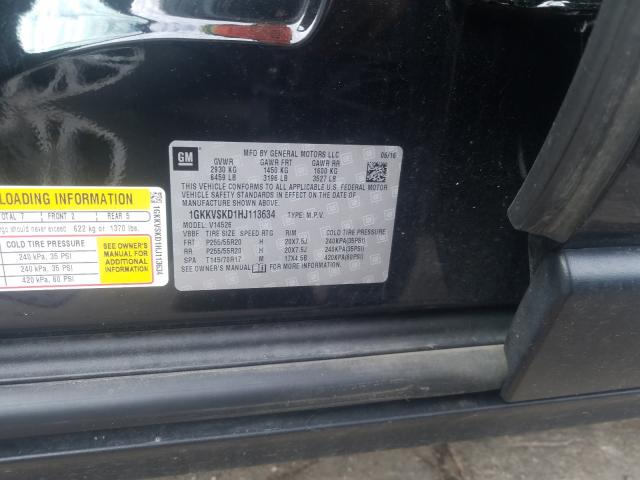 GM
MFD BY GENERAL MOTORS LLC 06/16
GVWR GAWR FRT GAWR RR
2930 KG 1450 KG 1600 KG
6459 LB 3196 LB 3527 LB
THIS VEHICLE CONFORMS TO ALL APPLICABLE U.S. FEDERAL MOTOR
VEHICLE SAFETY STANDARDS IN EFFECT ON THE DATE OF
MANUFACTURE SHOWN ABOVE.
1GKKVSKD1HJ113634 TYPE: M.P.V.
MODEL: V14526
VBBF TIRE SIZE SPEED RTG RIM COLD TIRE PRESSURE
FRT P255/55R20 H 20X7.5J 240KPA(35PSI)
RR P255/55R20 H 20X7.5J 240KPA(35PSI)
SPA T145/70R17 M 17X4.5B 420KPA(60PSI)
SEE OWNER'S MANUAL FOR MORE INFORMATION.
LOADING INFORMATION
TOTAL 7 FRONT 2 REAR 5
cargo should never exceed 622 kg or 1370 lbs.
COLD TIRE PRESSURE
240 kPa, 35 PSI
240 kPa, 35 PSI
420 kPa, 60 PSI
SEE OWNER'S
MANUAL FOR
ADDITIONAL
INFORMATION
1GKKVSKD1HJ113634